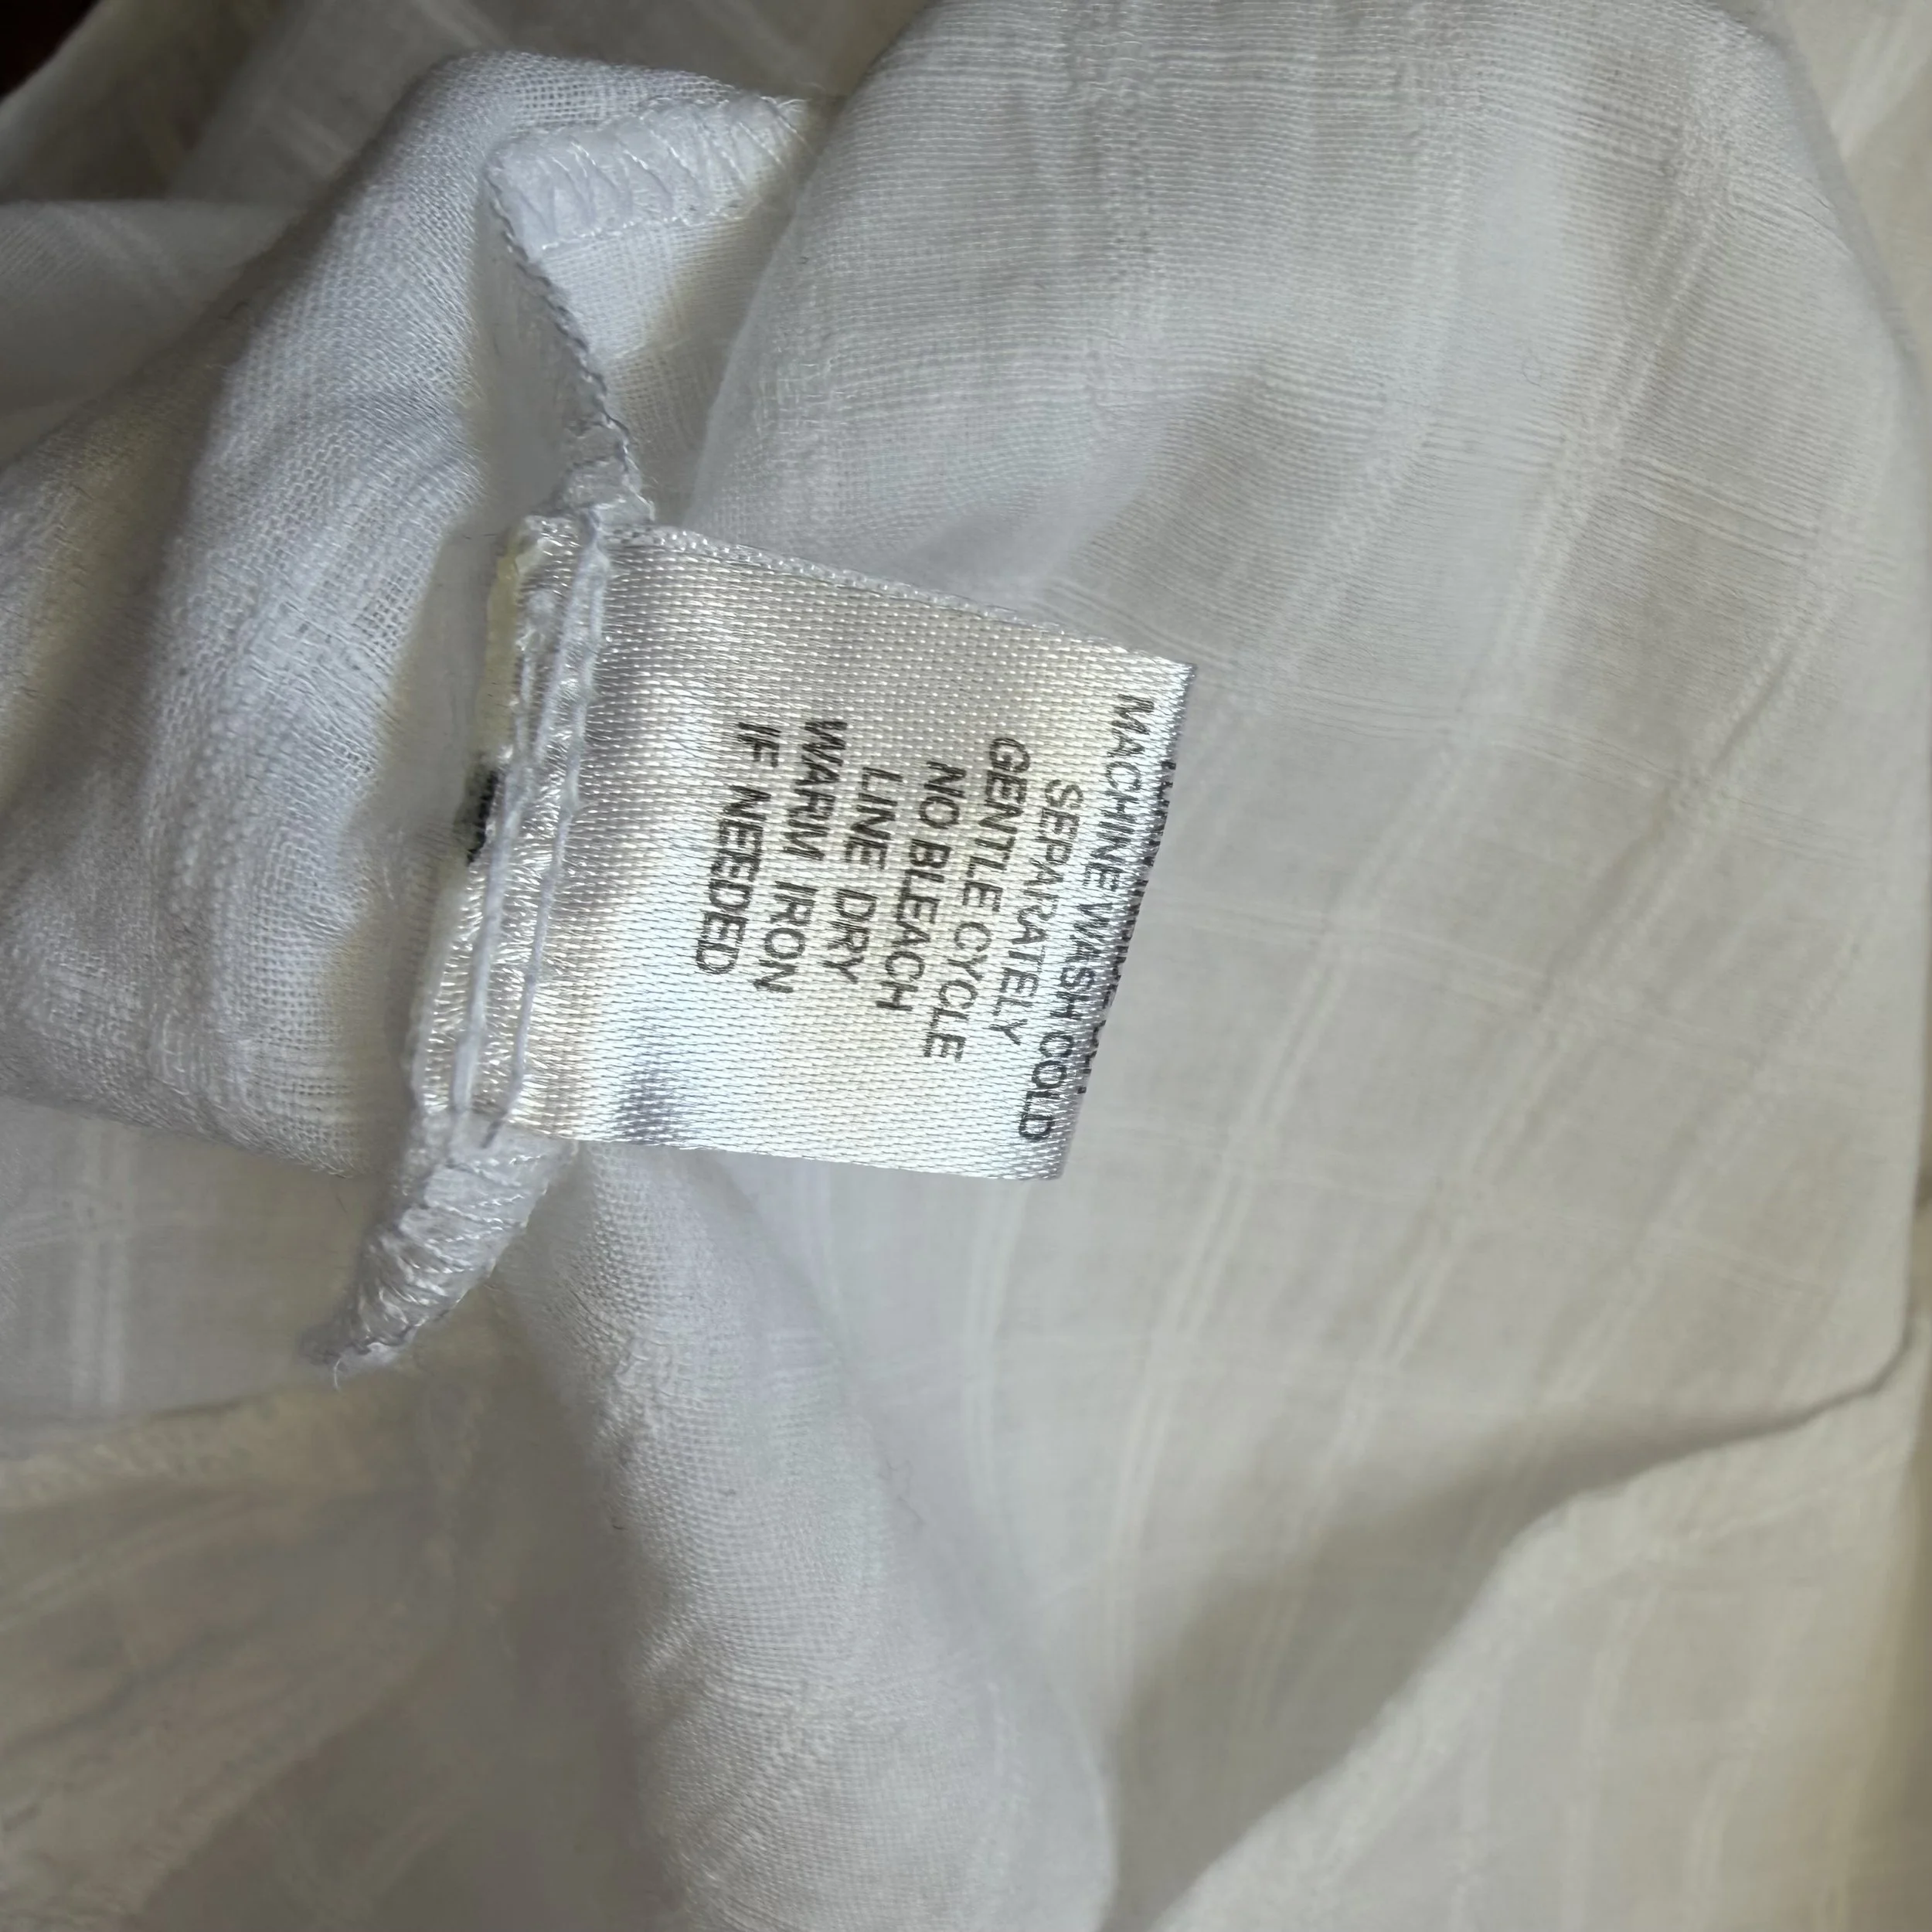 MACHINE WASH COLD
SEPARATELY
GENTLE CYCLE
NO BLEACH
LINE DRY
WARM IRON
IF NEEDED